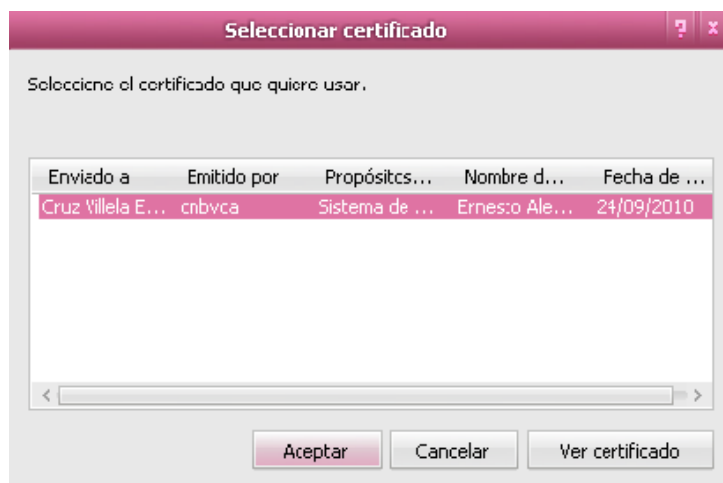 Seleccionar certificado
Seleccione el certificado que quiere usar.
Enviado a Emitido por Propósitos... Nombre d... Fecha de ...
Cruz Villela E... cnbvca Sistema de ... Ernesto Ale... 24/09/2010
Aceptar Cancelar Ver certificado